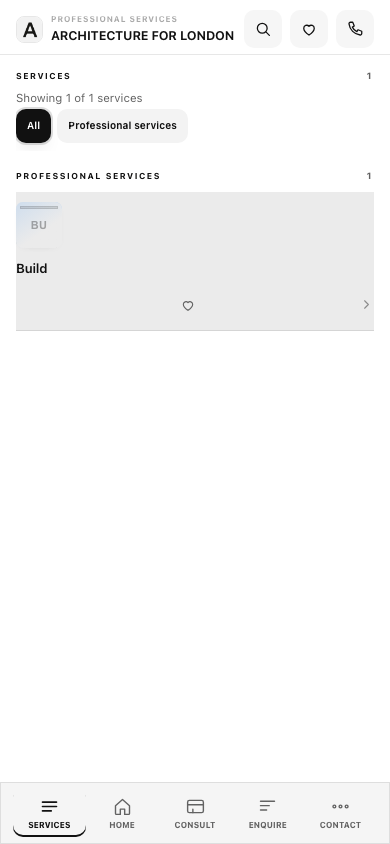 A
PROFESSIONAL SERVICES
ARCHITECTURE FOR LONDON
SERVICES 1
Showing 1 of 1 services
All Professional services
PROFESSIONAL SERVICES 1
BU
Build
SERVICES HOME CONSULT ENQUIRE CONTACT